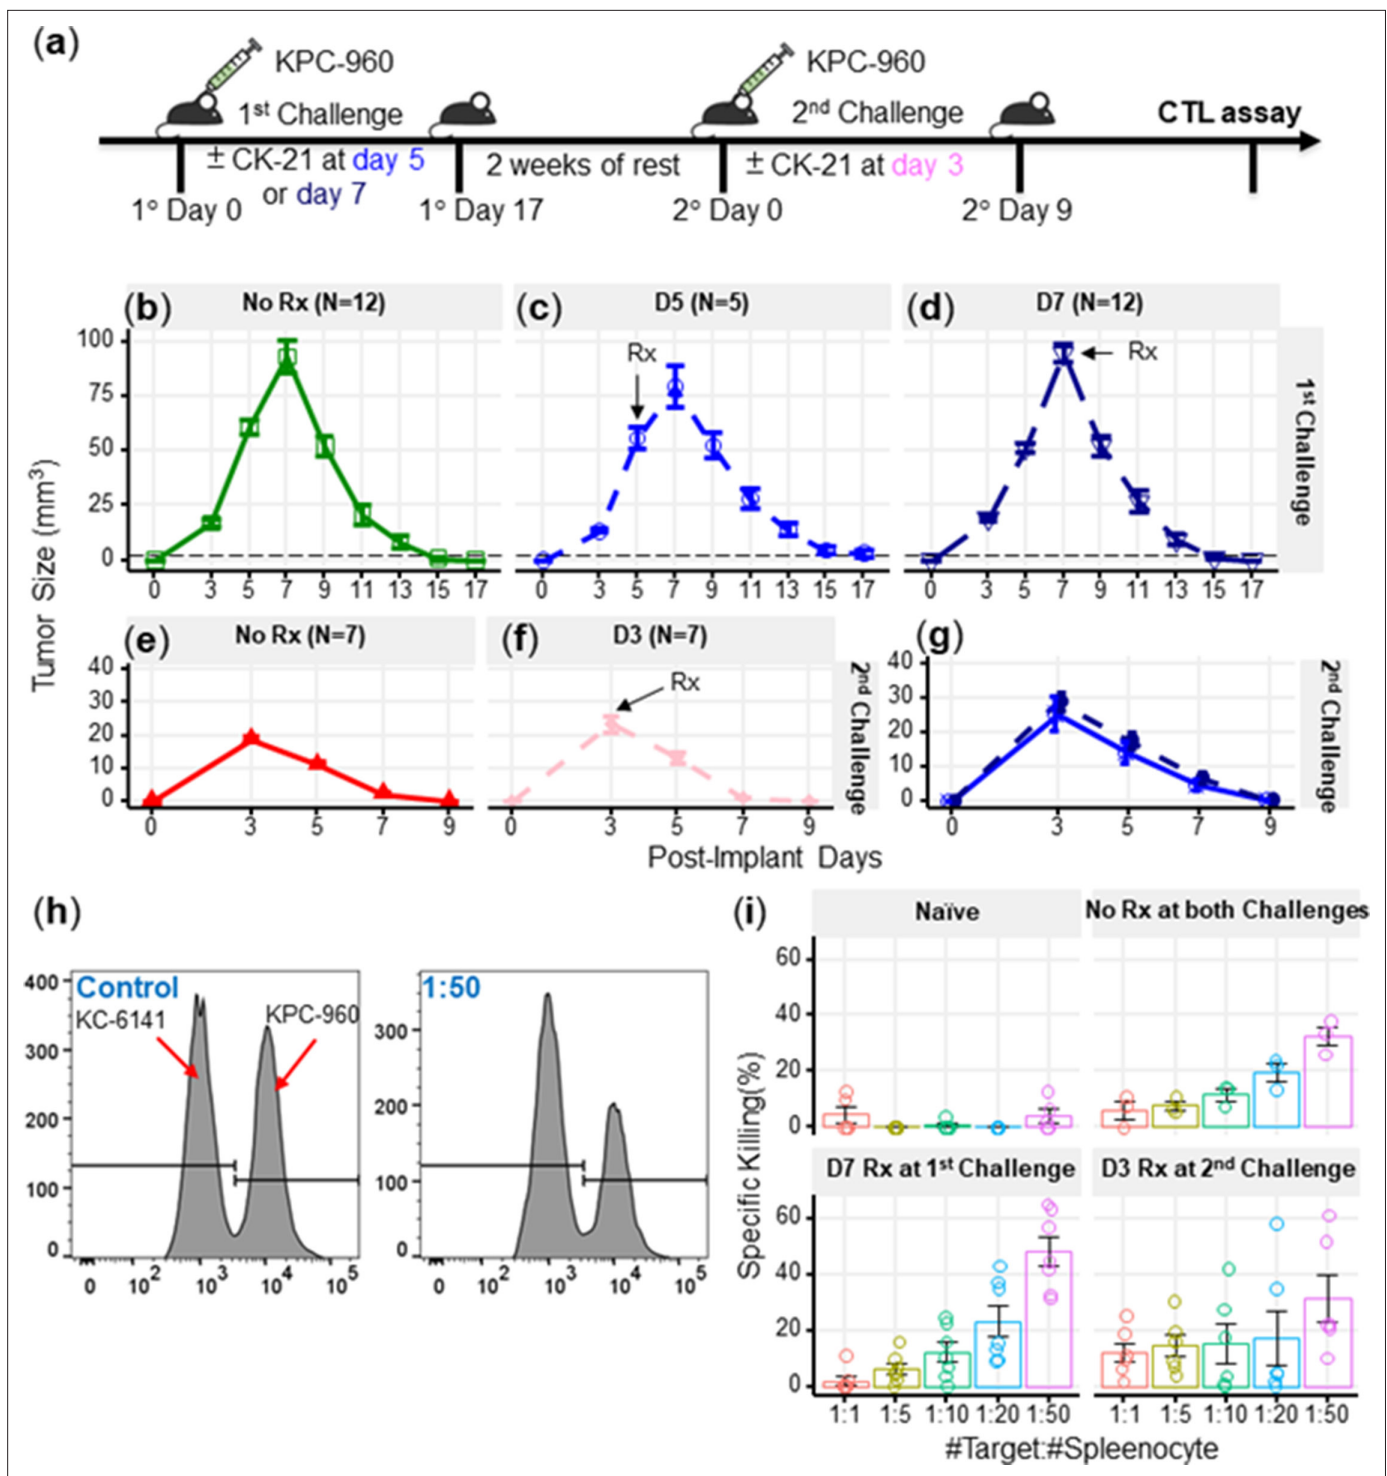 (a)
KPC-960
KPC-960
1st Challenge
2nd Challenge
CTL assay
± CK-21 at day 5
or day 7
2 weeks of rest
± CK-21 at day 3
1° Day 0
1° Day 17
2° Day 0
2° Day 9
(b) No Rx (N=12)
(c) D5 (N=5)
(d) D7 (N=12)
Tumor Size (mm3)
100
75
50
25
0
Rx
Rx
1st Challenge
0 3 5 7 9 11 13 15 17
0 3 5 7 9 11 13 15 17
0 3 5 7 9 11 13 15 17
(e) No Rx (N=7)
(f) D3 (N=7)
(g)
40
30
20
10
0
Rx
2nd Challenge
40
30
20
10
0
2nd Challenge
0 3 5 7 9
0 3 5 7 9
0 3 5 7 9
Post-Implant Days
(h)
Control
KC-6141
KPC-960
400
300
200
100
0
0 102 103 104 105
1:50
300
200
100
0
0 102 103 104 105
(i)
Naïve
No Rx at both Challenges
Specific Killing(%)
60
40
20
0
D7 Rx at 1st Challenge
D3 Rx at 2nd Challenge
60
40
20
0
1:1 1:5 1:10 1:20 1:50
1:1 1:5 1:10 1:20 1:50
#Target:#Spleenocyte